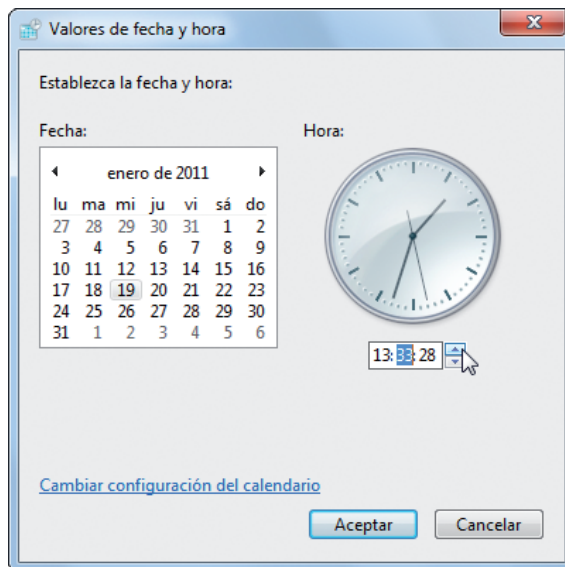 Valores de fecha y hora
Establezca la fecha y hora:
Fecha:
enero de 2011
lu ma mi ju vi sá do
27 28 29 30 31 1 2
3 4 5 6 7 8 9
10 11 12 13 14 15 16
17 18 19 20 21 22 23
24 25 26 27 28 29 30
31 1 2 3 4 5 6
Hora:
13:33:28
Cambiar configuración del calendario
Aceptar Cancelar